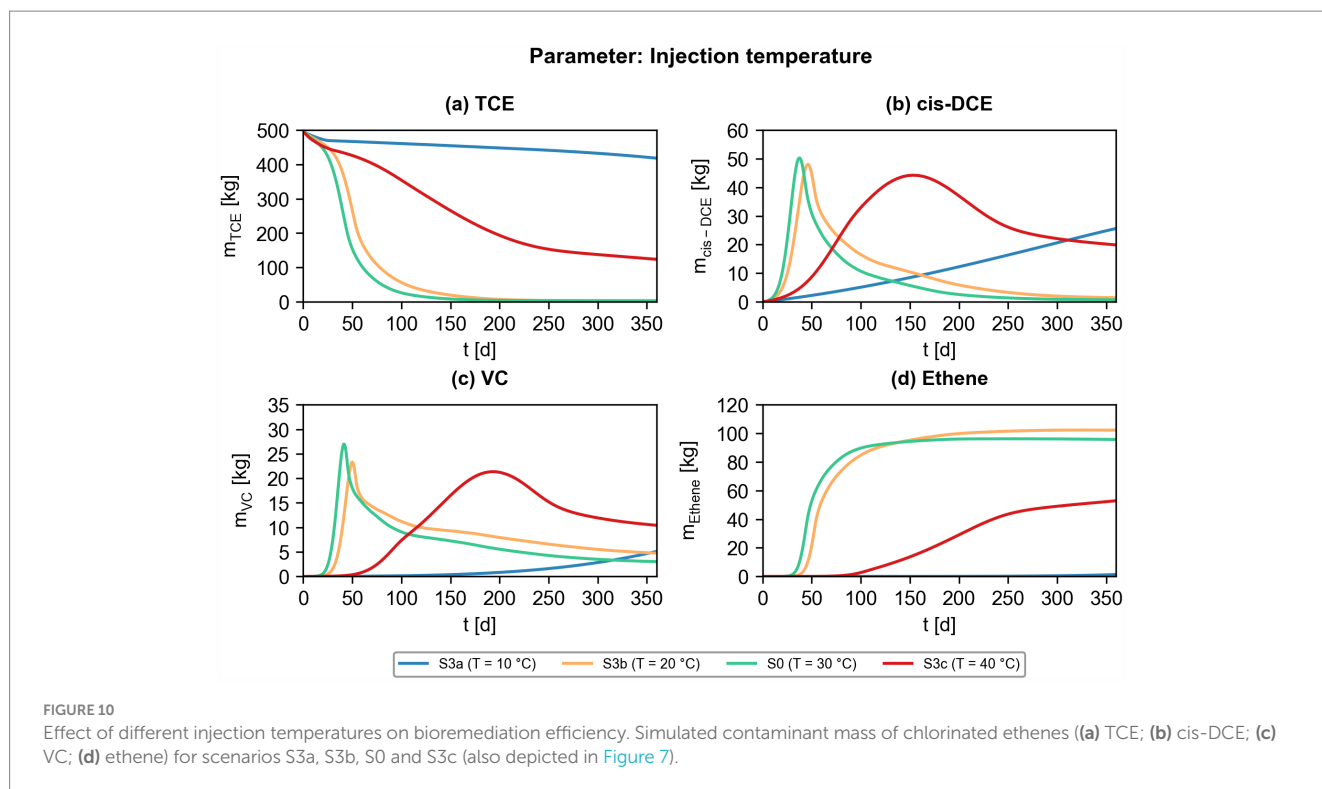 Parameter: Injection temperature
(a) TCE
500
400
300
200
100
0
m_TCE [kg]
0 50 100 150 200 250 300 350
t [d]
(b) cis-DCE
60
50
40
30
20
10
0
m_cis – DCE [kg]
0 50 100 150 200 250 300 350
t [d]
(c) VC
35
30
25
20
15
10
5
0
m_VC [kg]
0 50 100 150 200 250 300 350
t [d]
(d) Ethene
120
100
80
60
40
20
0
m_Ethene [kg]
0 50 100 150 200 250 300 350
t [d]
S3a (T = 10 °C) S3b (T = 20 °C) S0 (T = 30 °C) S3c (T = 40 °C)
FIGURE 10
Effect of different injection temperatures on bioremediation efficiency. Simulated contaminant mass of chlorinated ethenes ((a) TCE; (b) cis-DCE; (c)
VC; (d) ethene) for scenarios S3a, S3b, S0 and S3c (also depicted in Figure 7).